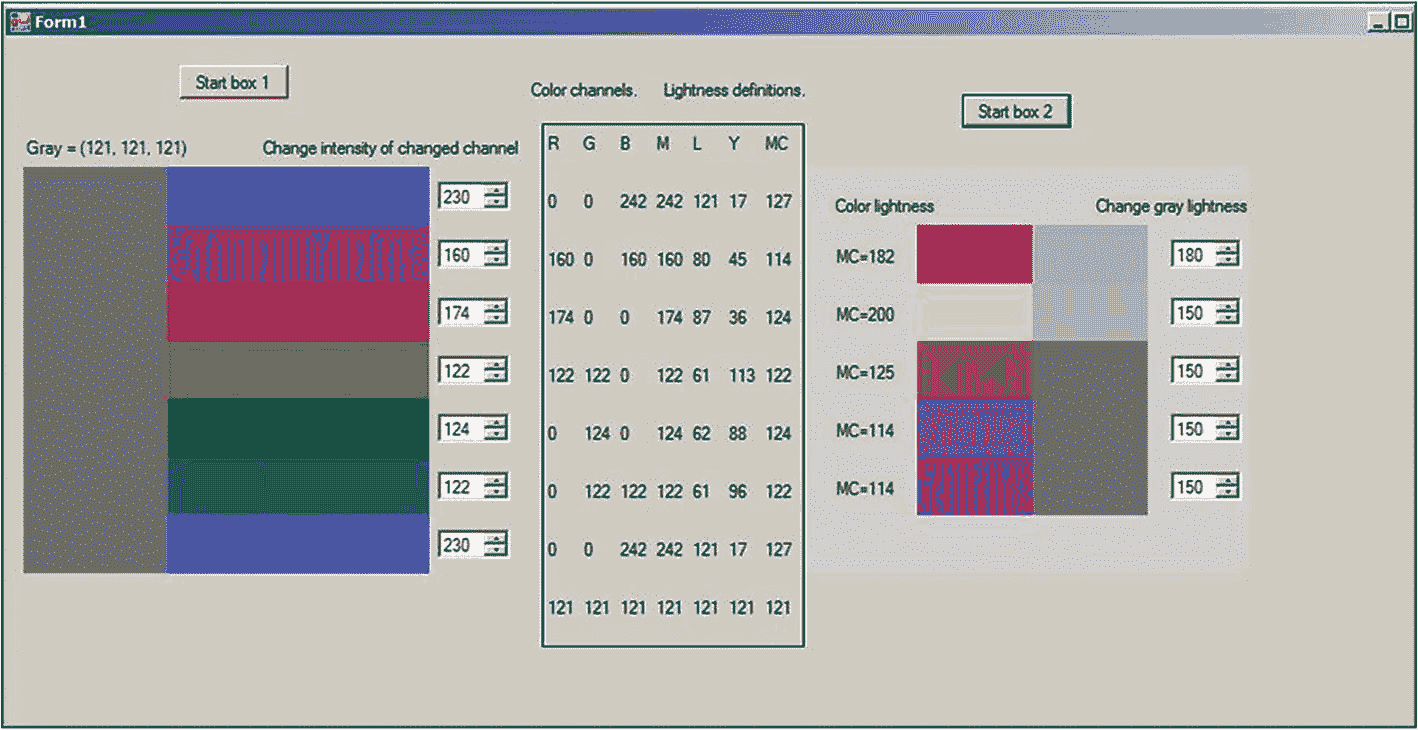 Form1
Start box 1
Color channels. Lightness definitions.
Start box 2
Gray = (121, 121, 121) Change intensity of changed channel
R G B M L Y MC
230
0 0 242 242 121 17 127
Color lightness Change gray lightness
160
160 0 160 160 80 45 114
MC=182 180
174
174 0 0 174 87 36 124
MC=200 150
122
122 122 0 122 61 113 122
MC=125 150
124
0 124 0 124 62 88 124
MC=114 150
122
0 122 122 122 61 96 122
MC=114 150
230
0 0 242 242 121 17 127
121 121 121 121 121 121 121